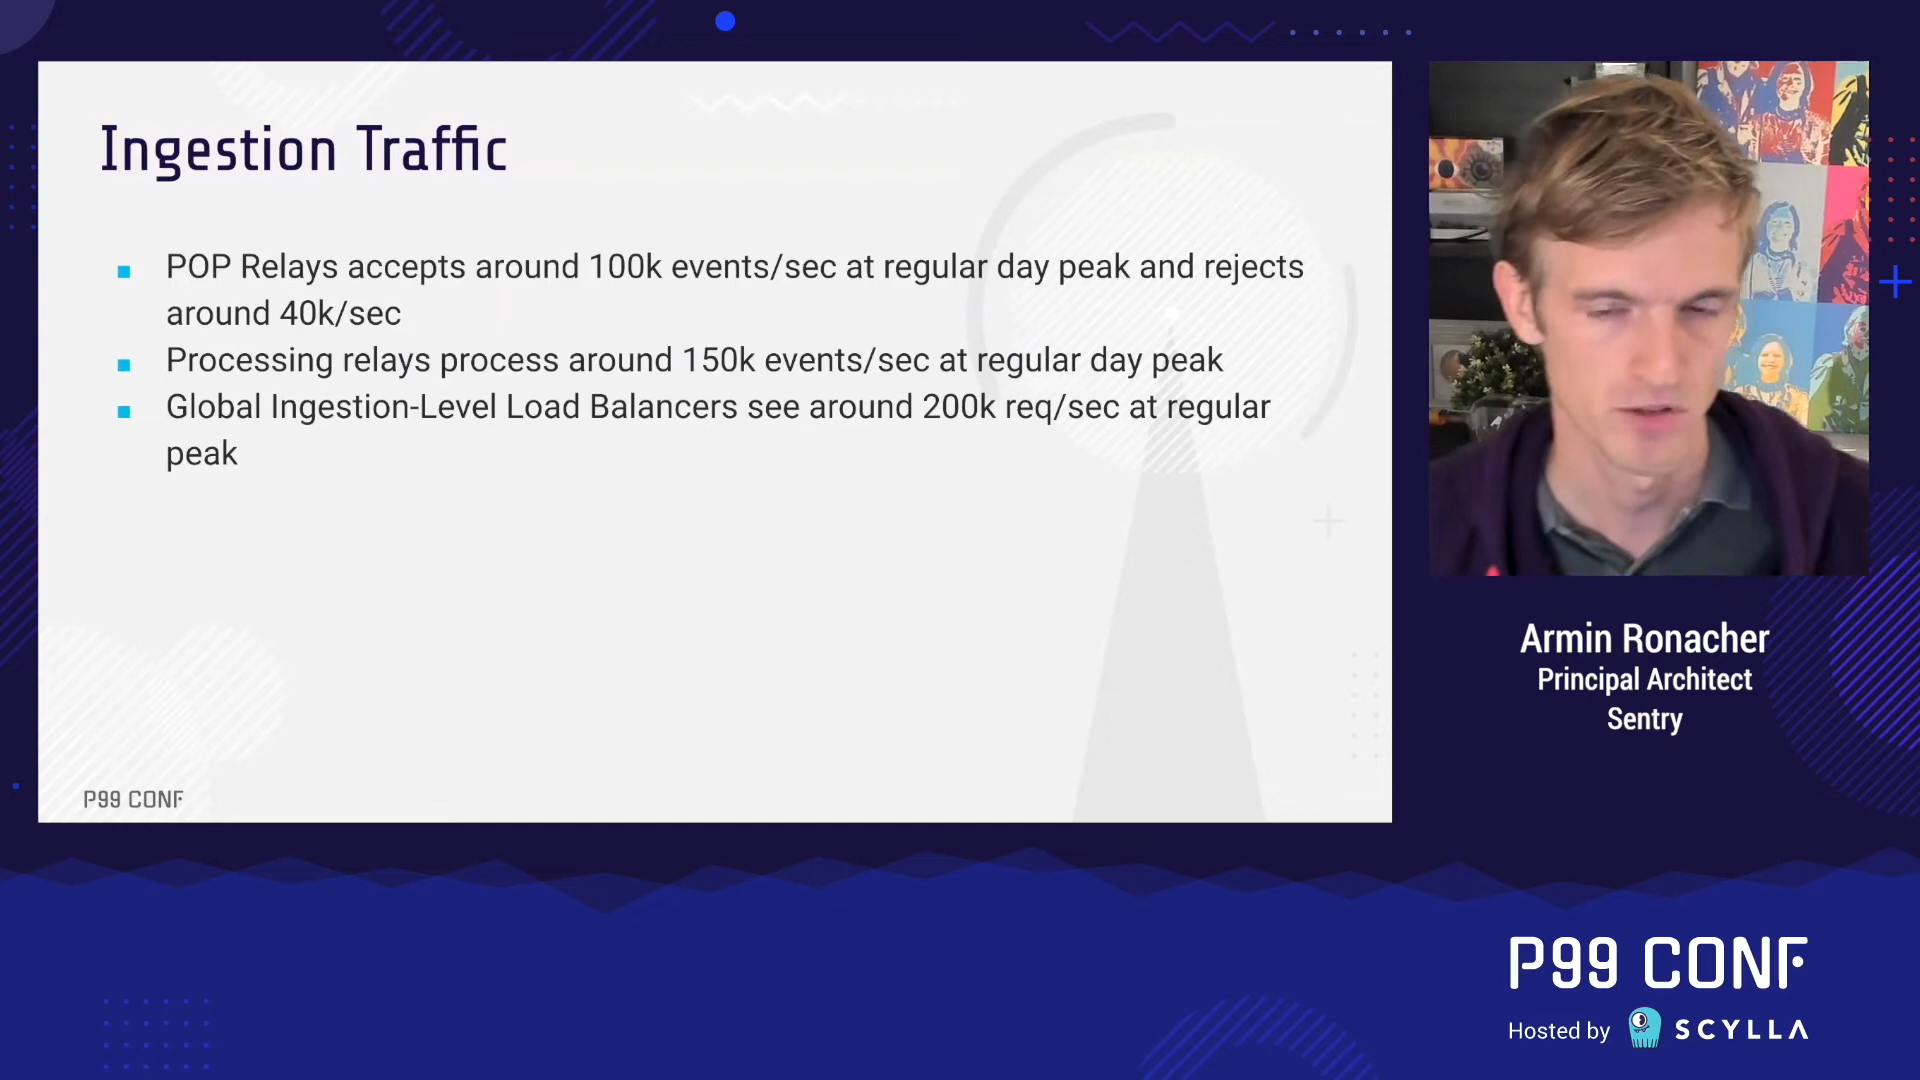 Ingestion Traffic
POP Relays accepts around 100k events/sec at regular day peak and rejects
around 40k/sec
Processing relays process around 150k events/sec at regular day peak
Global Ingestion-Level Load Balancers see around 200k req/sec at regular
peak
P99 CONF
Armin Ronacher
Principal Architect
Sentry
P99 CONF
Hosted by SCYLLA